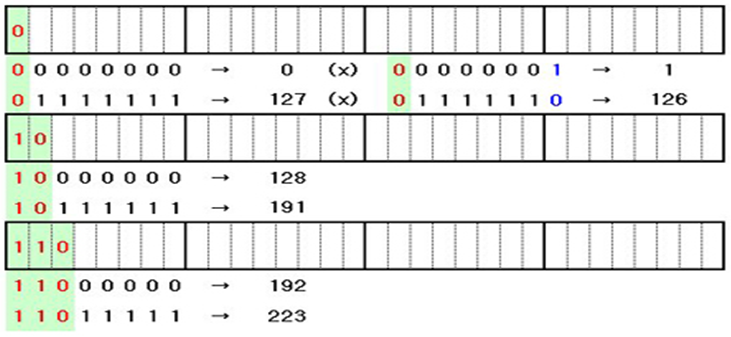 0
0 0 0 0 0 0 0 0 → 0 (x) 0 0 0 0 0 0 0 1 → 1
0 1 1 1 1 1 1 1 → 127 (x) 0 1 1 1 1 1 1 0 → 126
1 0
1 0 0 0 0 0 0 0 → 128
1 0 1 1 1 1 1 1 → 191
1 1 0
1 1 0 0 0 0 0 0 → 192
1 1 0 1 1 1 1 1 → 223